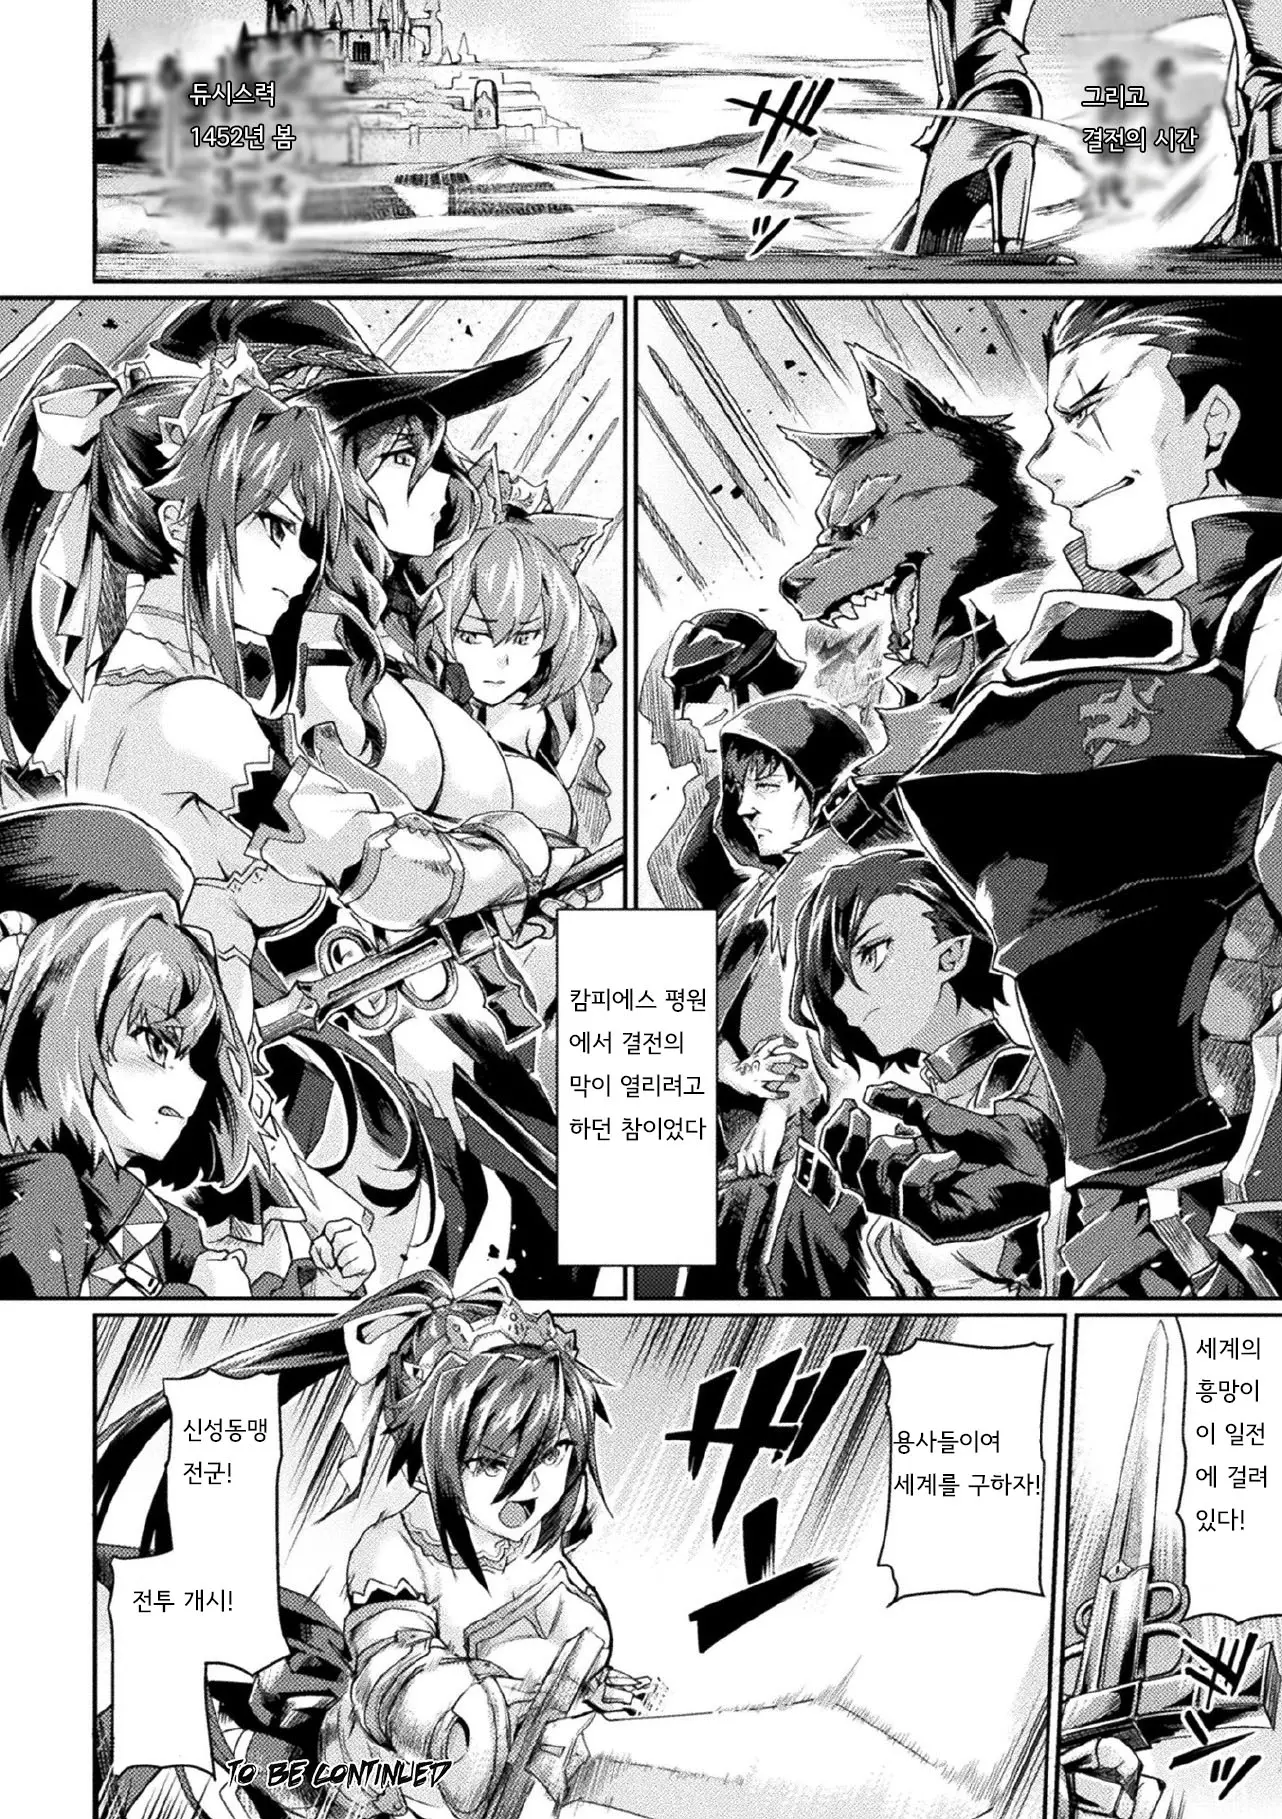 그리고
결전의 시간
듀시스력
1452년 봄
캄피에스 평원
에서 결전의
막이 열리려고
하던 참이었다
세계의
흥망이
이 일전
에 걸려
있다!
용사들이여
세계를 구하자!
신성동맹
전군!
전투 개시!
TO BE CONTINUED